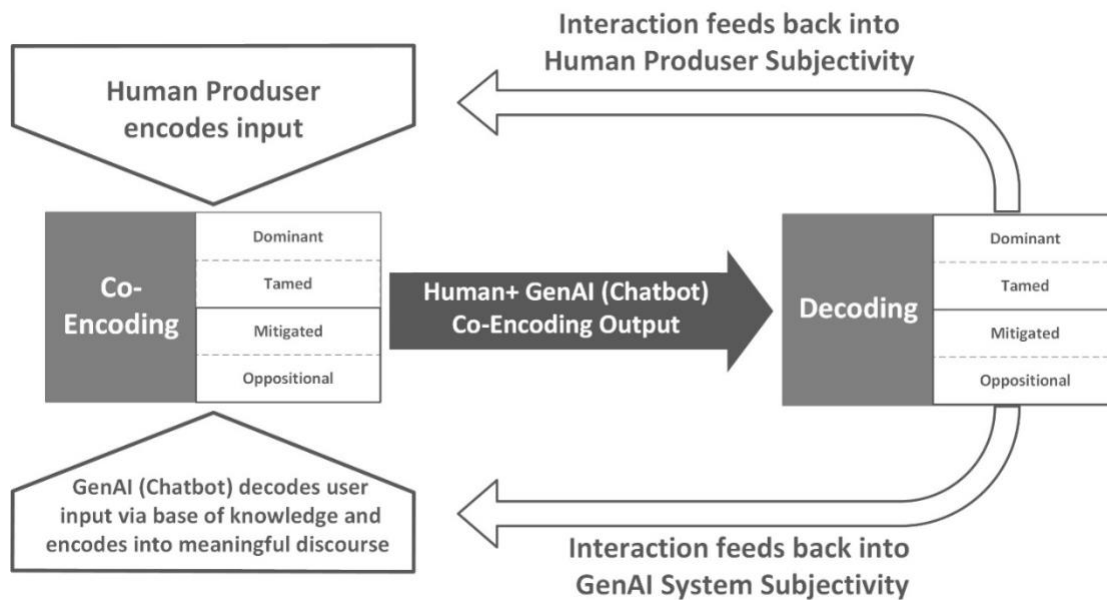 Interaction feeds back into
Human Produser Subjectivity
Human Produser
encodes input
Co-
Encoding
Dominant
Tamed
Mitigated
Oppositional
Human+ GenAI (Chatbot)
Co-Encoding Output
Decoding
Dominant
Tamed
Mitigated
Oppositional
GenAI (Chatbot) decodes user
input via base of knowledge and
encodes into meaningful discourse
Interaction feeds back into
GenAI System Subjectivity